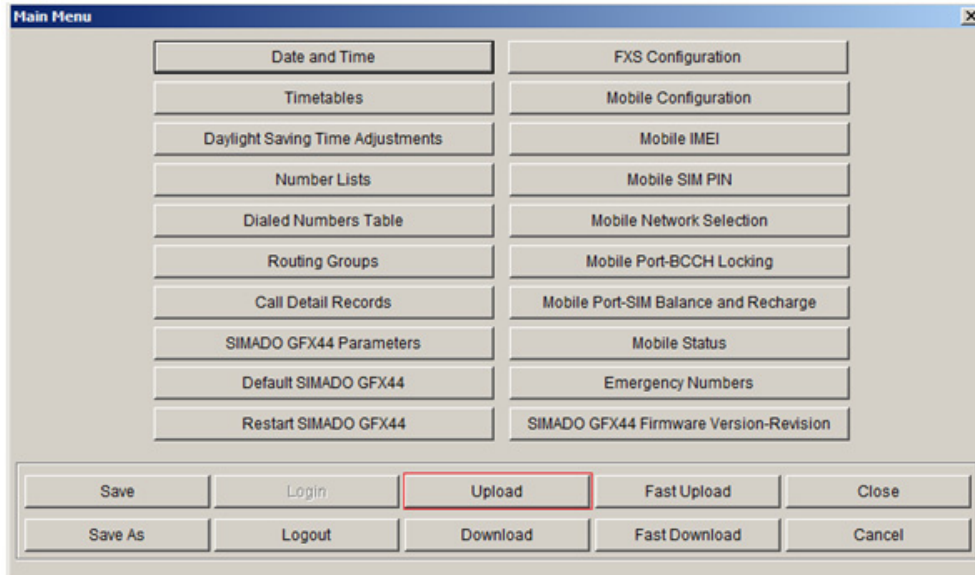 Main Menu
Date and Time
FXS Configuration
Timetables
Mobile Configuration
Daylight Saving Time Adjustments
Mobile IMEI
Number Lists
Mobile SIM PIN
Dialed Numbers Table
Mobile Network Selection
Routing Groups
Mobile Port-BCCH Locking
Call Detail Records
Mobile Port-SIM Balance and Recharge
SIMADO GFX44 Parameters
Mobile Status
Default SIMADO GFX44
Emergency Numbers
Restart SIMADO GFX44
SIMADO GFX44 Firmware Version-Revision
Save
Login
Upload
Fast Upload
Close
Save As
Logout
Download
Fast Download
Cancel